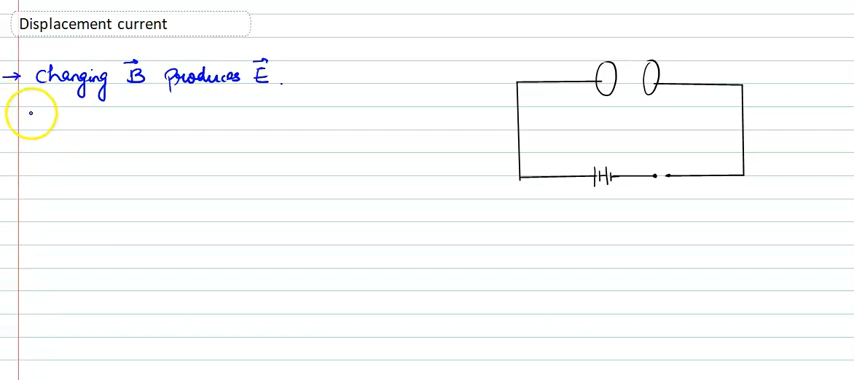 Displacement current
→ Changing B⃗ produces E⃗ .